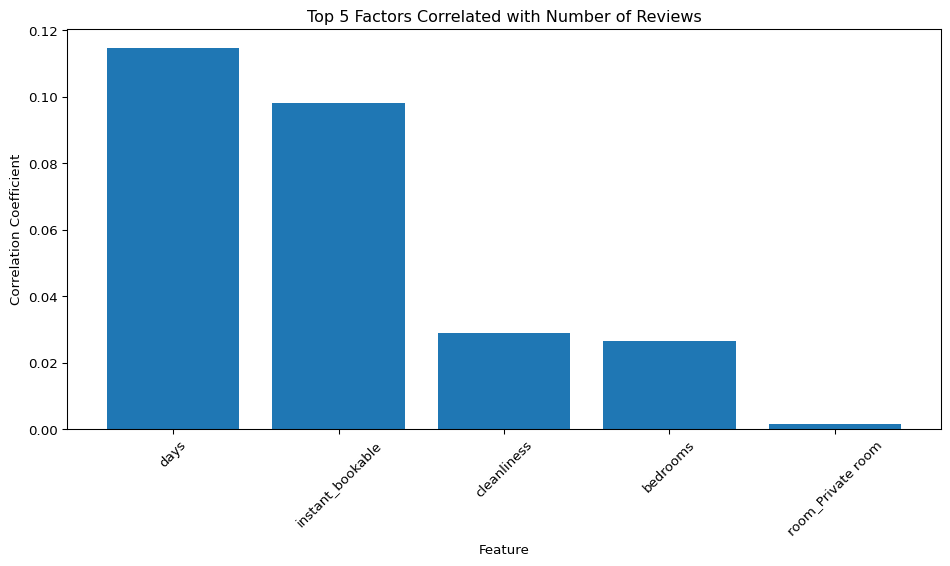 Top 5 Factors Correlated with Number of Reviews
0.12
0.10
0.08
0.06
0.04
0.02
0.00
Correlation Coefficient
days
instant_bookable
cleanliness
bedrooms
room_Private room
Feature